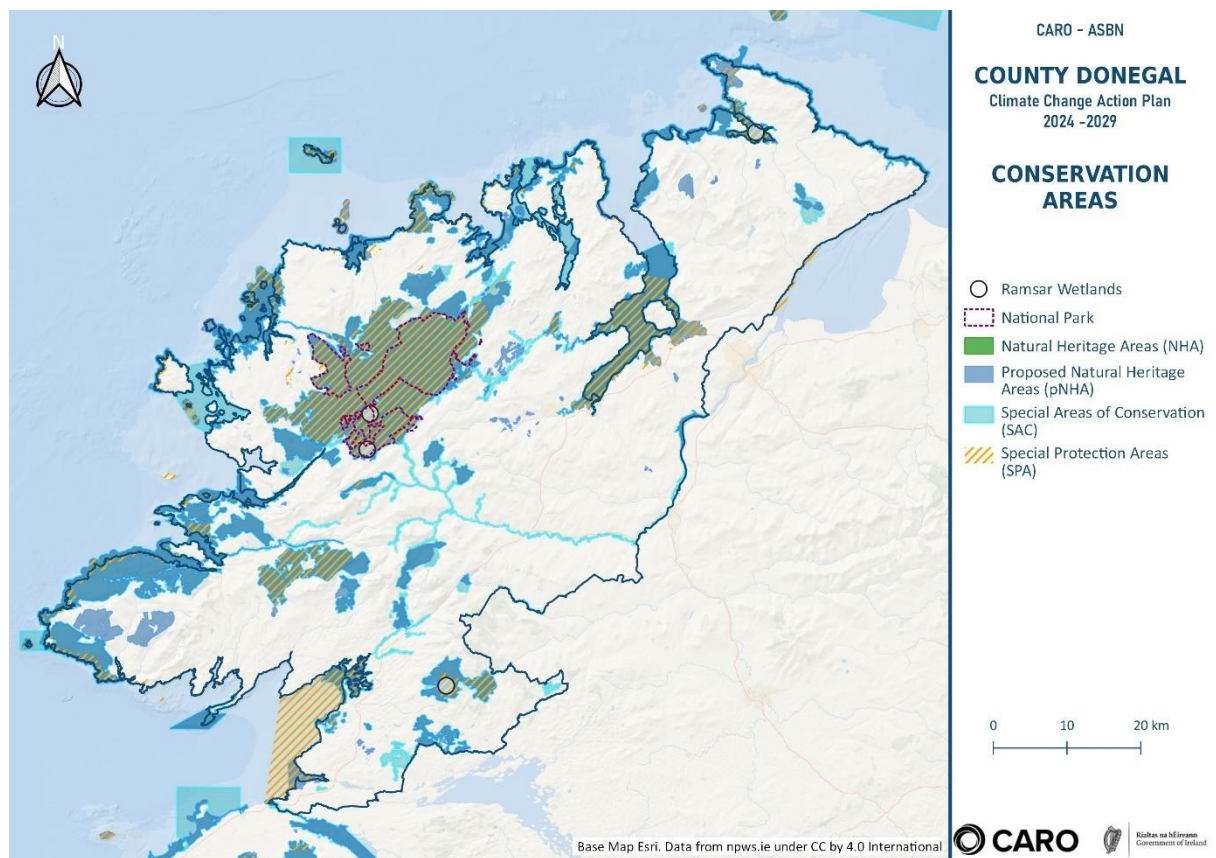 N
CARO - ASBN
COUNTY DONEGAL
Climate Change Action Plan
2024 -2029
CONSERVATION
AREAS
Ramsar Wetlands
National Park
Natural Heritage Areas (NHA)
Proposed Natural Heritage
Areas (pNHA)
Special Areas of Conservation
(SAC)
Special Protection Areas
(SPA)
0 10 20 km
Base Map Esri. Data from npws.ie under CC by 4.0 International
CARO
Rialtas na hÉireann
Government of Ireland